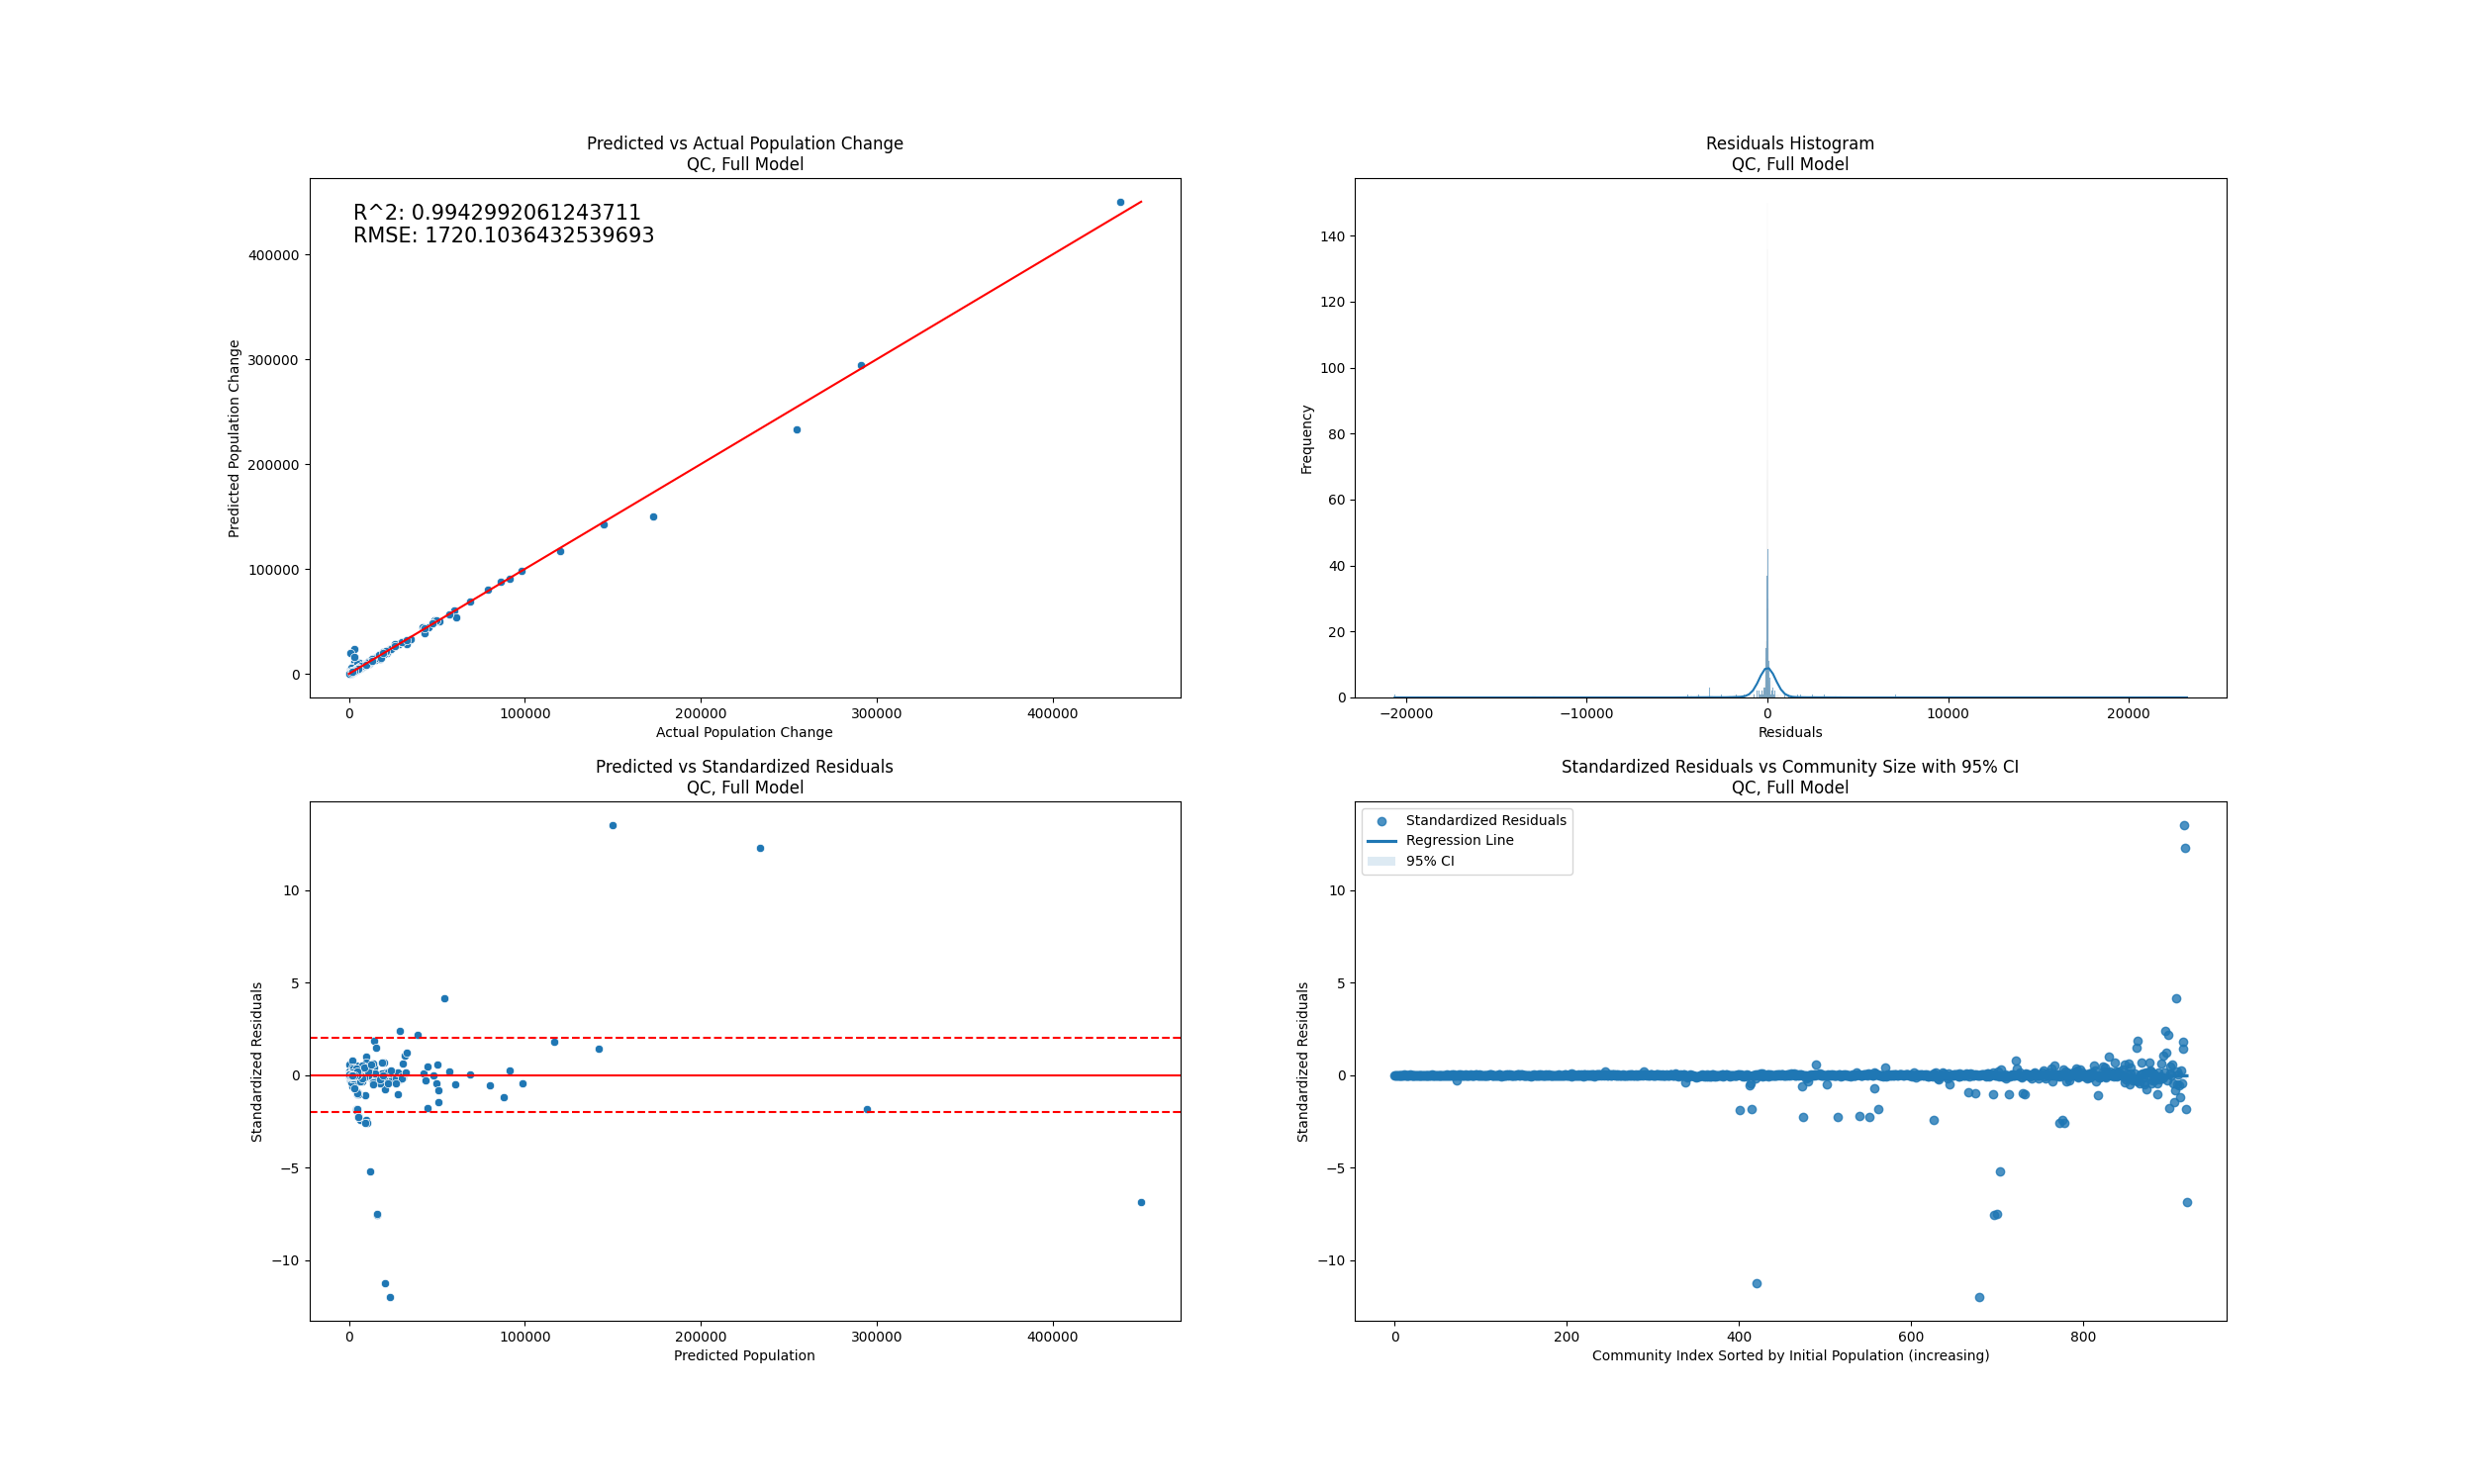 Predicted vs Actual Population Change
QC, Full Model
R^2: 0.9942992061243711
RMSE: 1720.1036432539693
400000
300000
200000
100000
0
Predicted Population Change
0
100000
200000
300000
400000
Actual Population Change
Residuals Histogram
QC, Full Model
140
120
100
80
60
40
20
0
Frequency
−20000
−10000
0
10000
20000
Residuals
Predicted vs Standardized Residuals
QC, Full Model
10
5
0
−5
−10
Standardized Residuals
0
100000
200000
300000
400000
Predicted Population
Standardized Residuals vs Community Size with 95% CI
QC, Full Model
Standardized Residuals
Regression Line
95% CI
10
5
0
−5
−10
Standardized Residuals
0
200
400
600
800
Community Index Sorted by Initial Population (increasing)